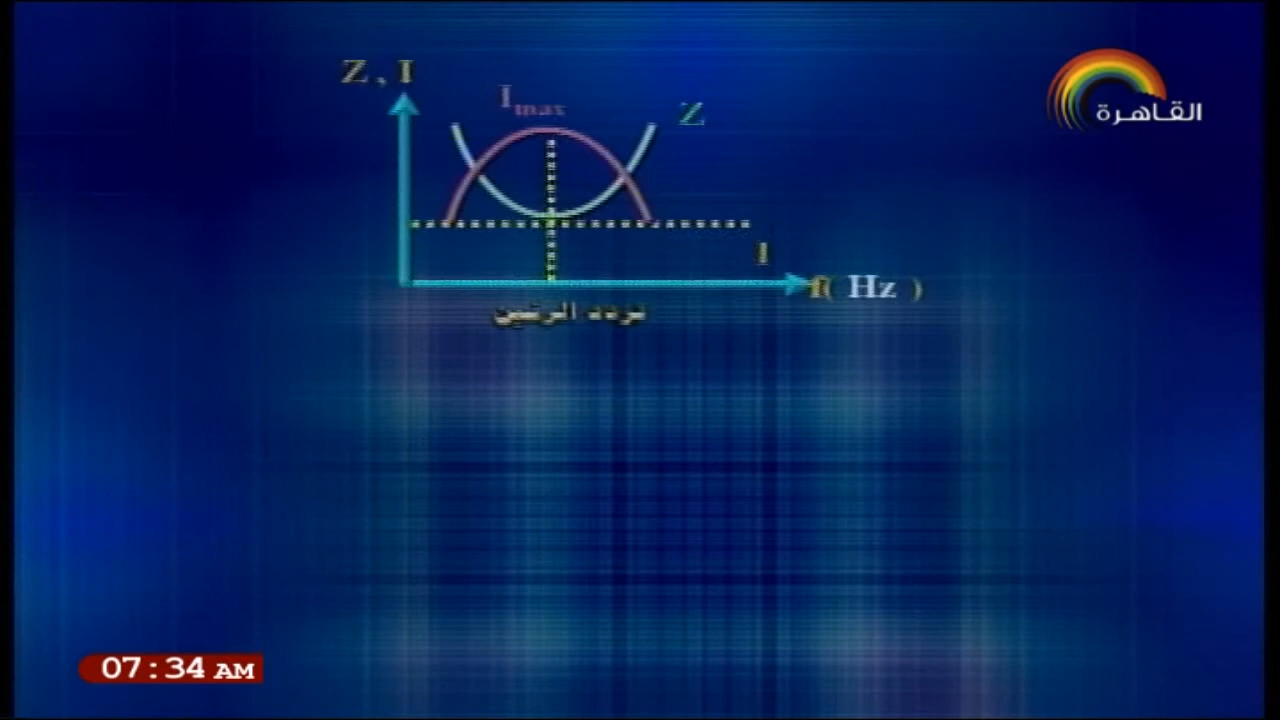 Z , I
القاهرة
Imax
Z
I
f( Hz )
تردد الرنين
07:34 AM